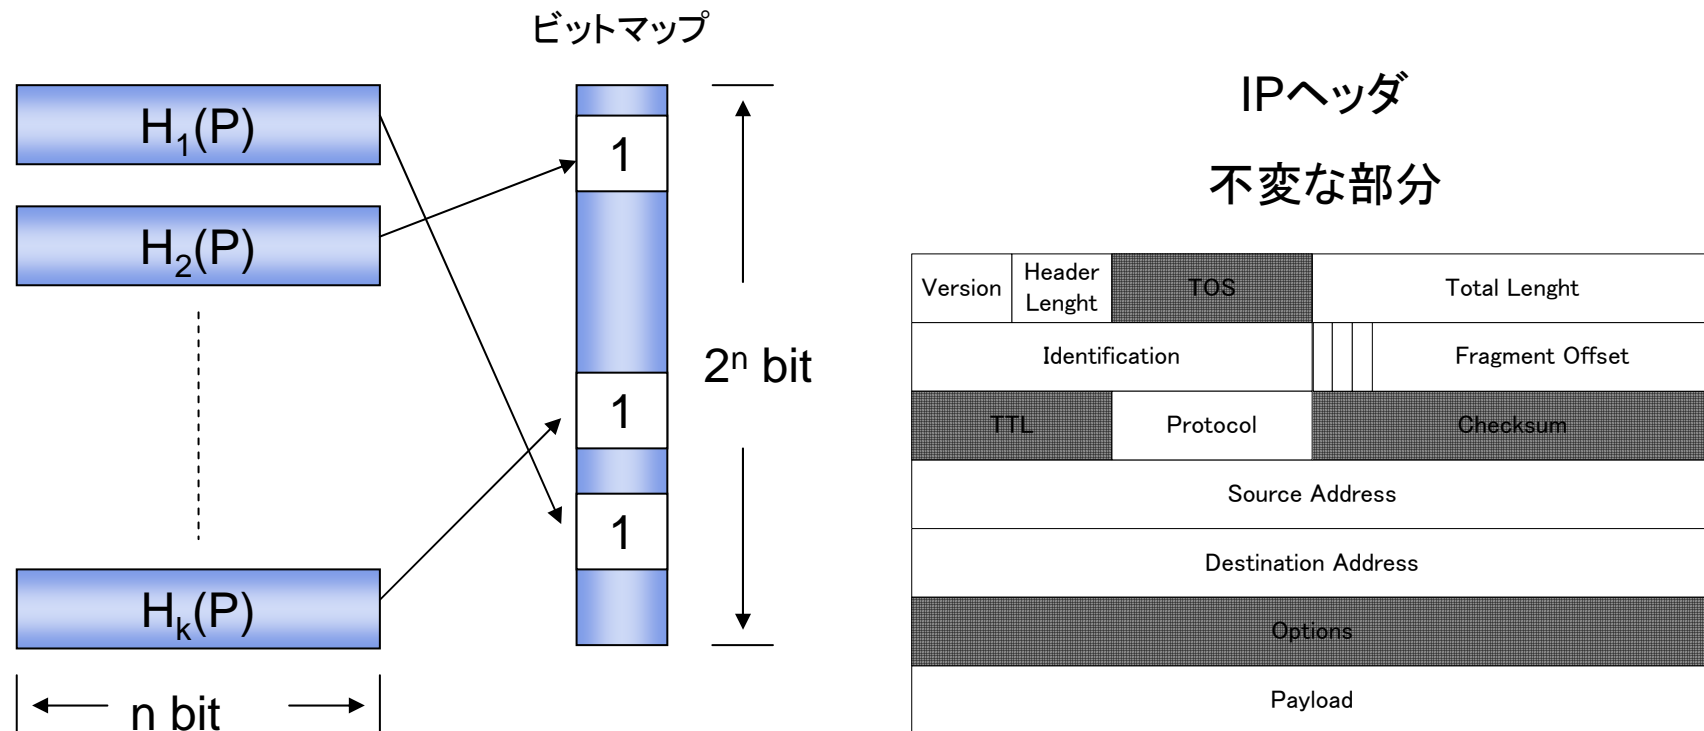 ビットマップ
H1(P)
H2(P)
Hk(P)
n bit
1
1
1
2ⁿ bit
IPヘッダ
不変な部分
Version
Header
Lenght
TOS
Total Lenght
Identification
Fragment Offset
TTL
Protocol
Checksum
Source Address
Destination Address
Options
Payload